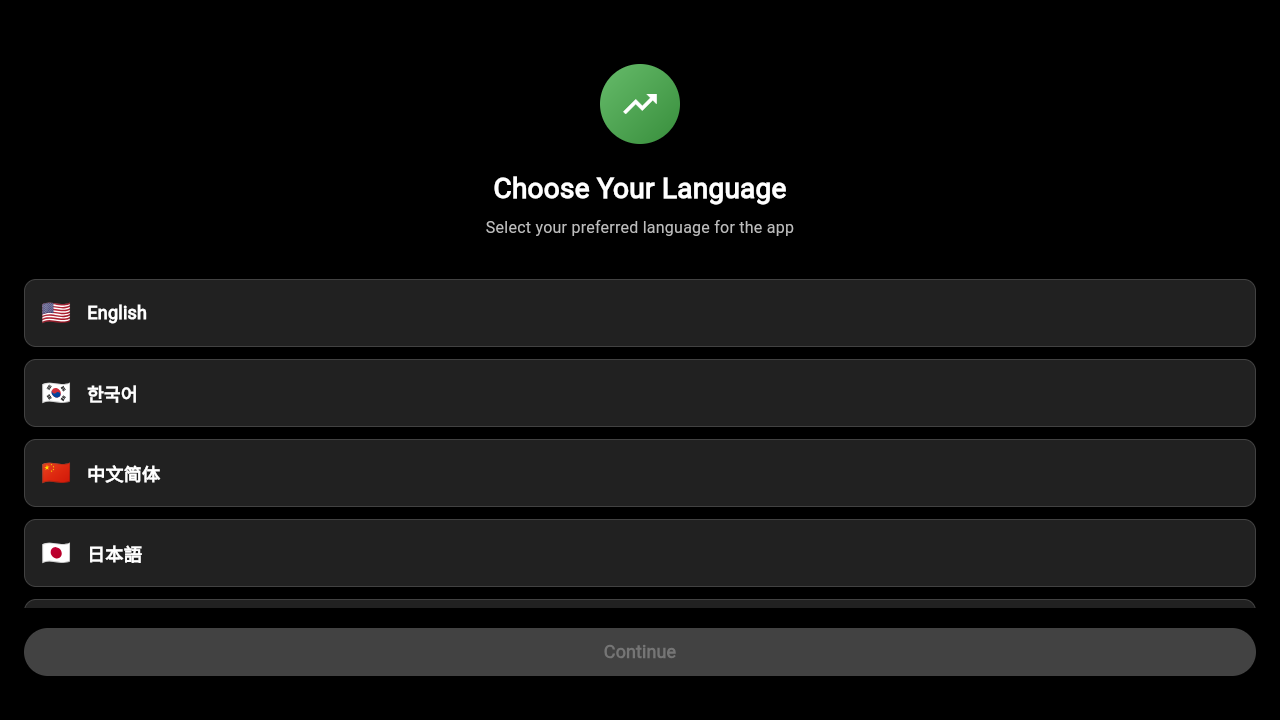 Choose Your Language
Select your preferred language for the app
English
한국어
中文简体
日本語
Continue